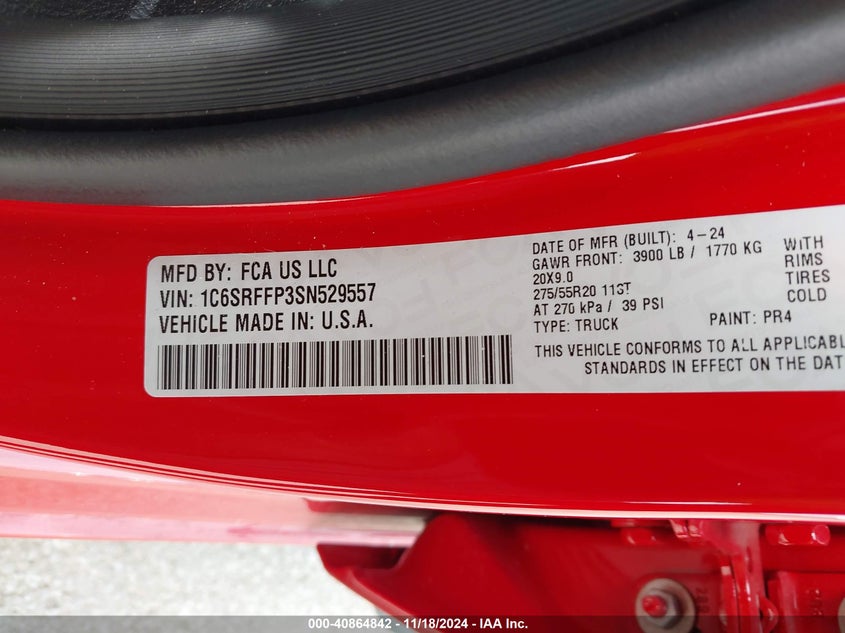 MFD BY: FCA US LLC
VIN: 1C6SRFFP3SN529557
VEHICLE MADE IN: U.S.A.
DATE OF MFR (BUILT): 4-24
GAWR FRONT: 3900 LB / 1770 KG WITH
20X9.0 RIMS
275/55R20 113T TIRES
AT 270 kPa / 39 PSI COLD
TYPE: TRUCK PAINT: PR4
THIS VEHICLE CONFORMS TO ALL APPLICABL
STANDARDS IN EFFECT ON THE DAT
000-40864842 - 11/18/2024 - IAA Inc.